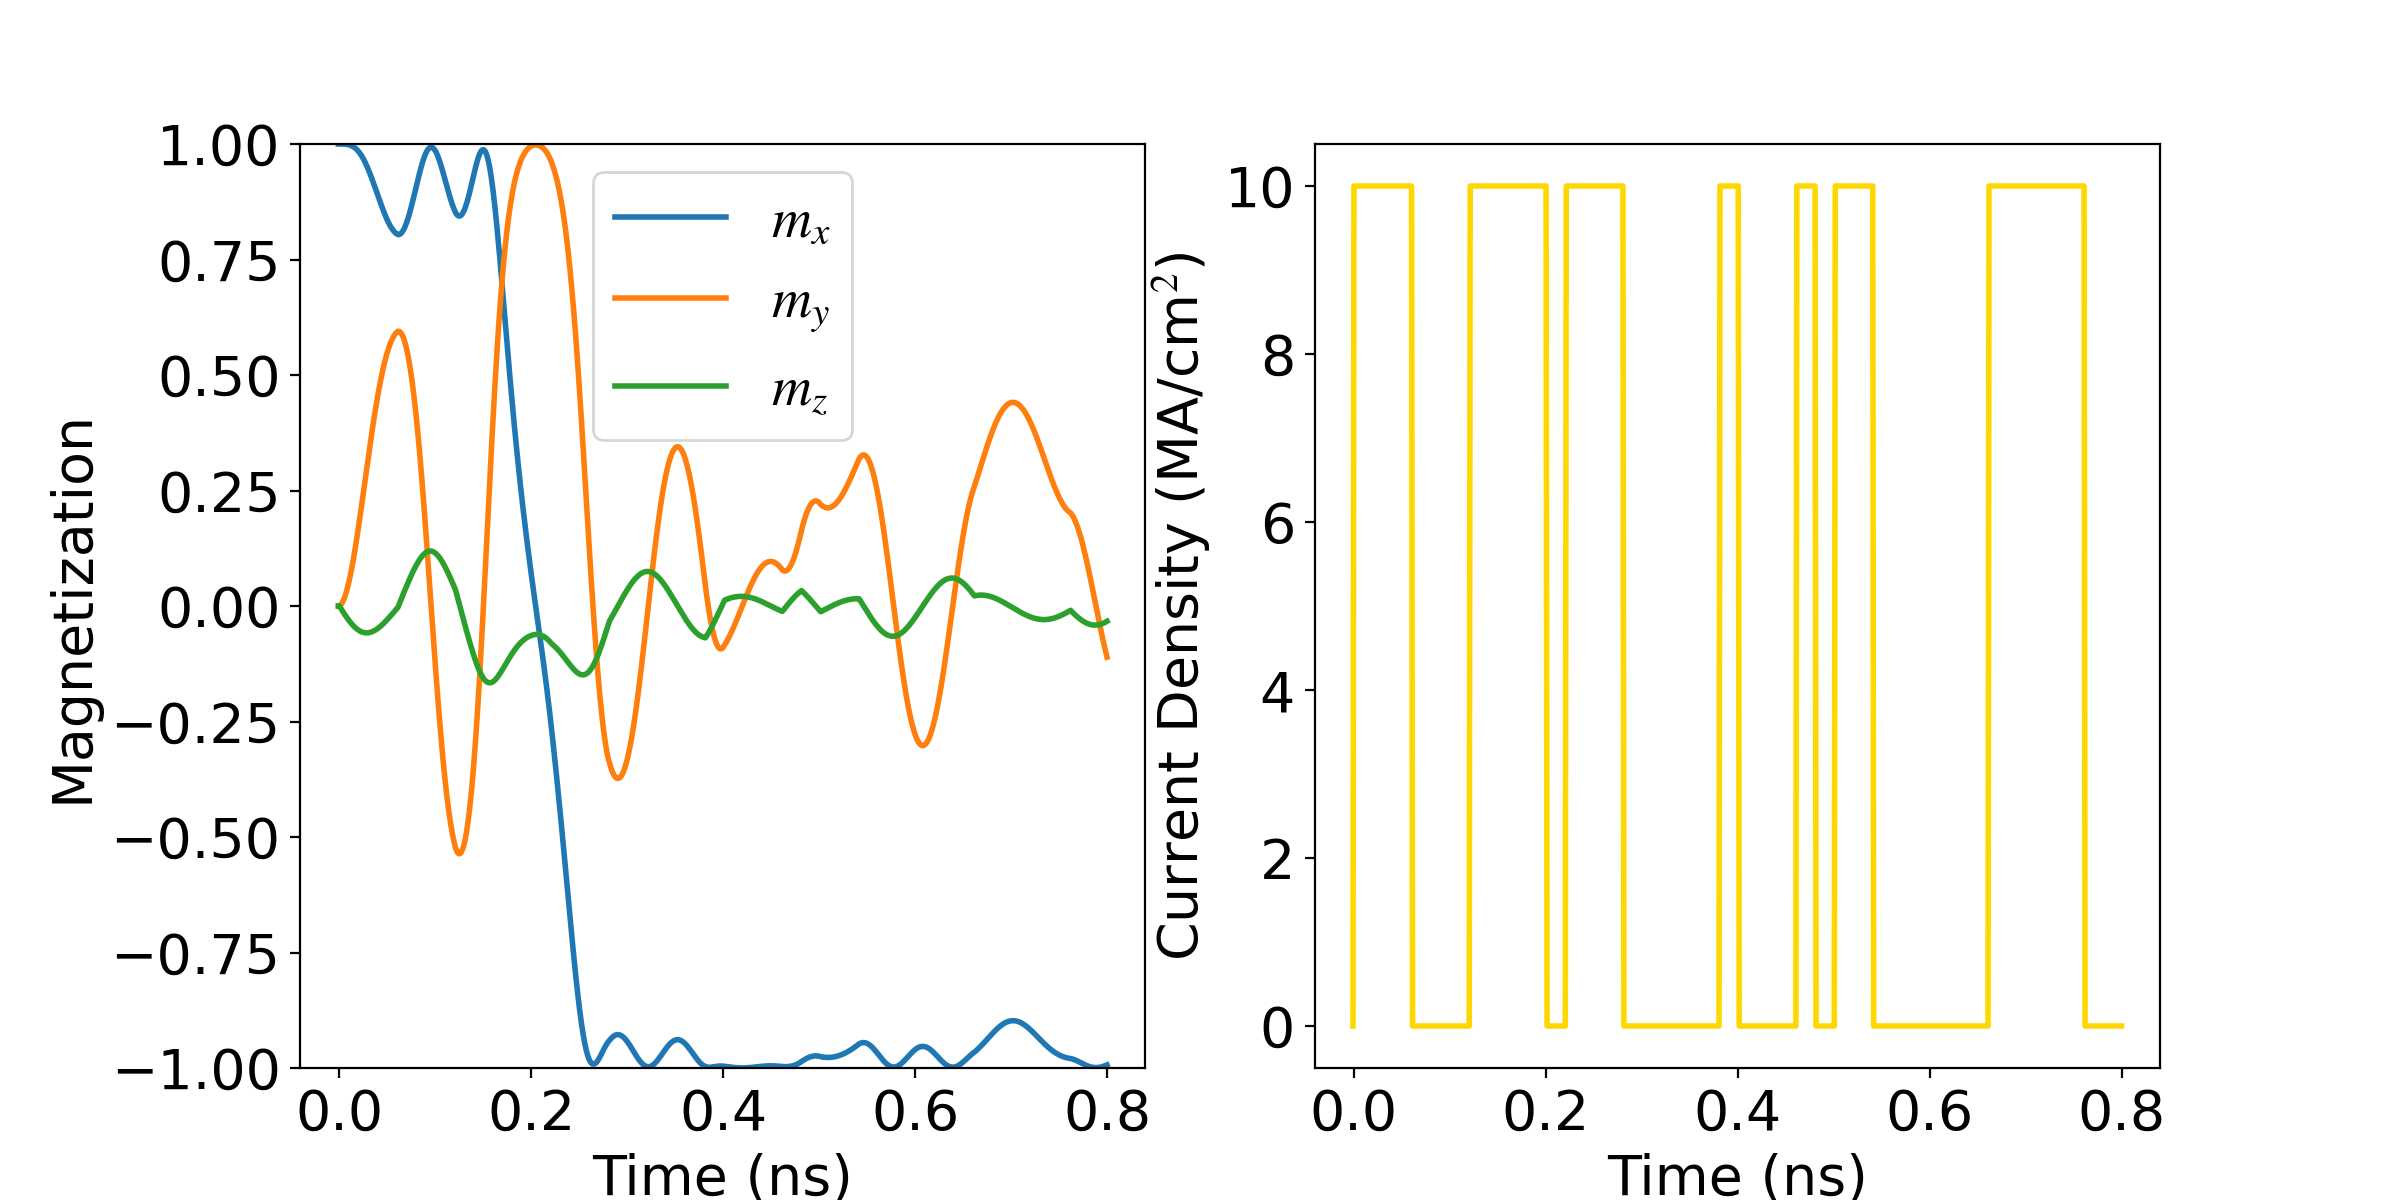 Magnetization
1.00
0.75
0.50
0.25
0.00
−0.25
−0.50
−0.75
−1.00
0.0 0.2 0.4 0.6 0.8
Time (ns)
m_x
m_y
m_z
Current Density (MA/cm²)
10
8
6
4
2
0
0.0 0.2 0.4 0.6 0.8
Time (ns)